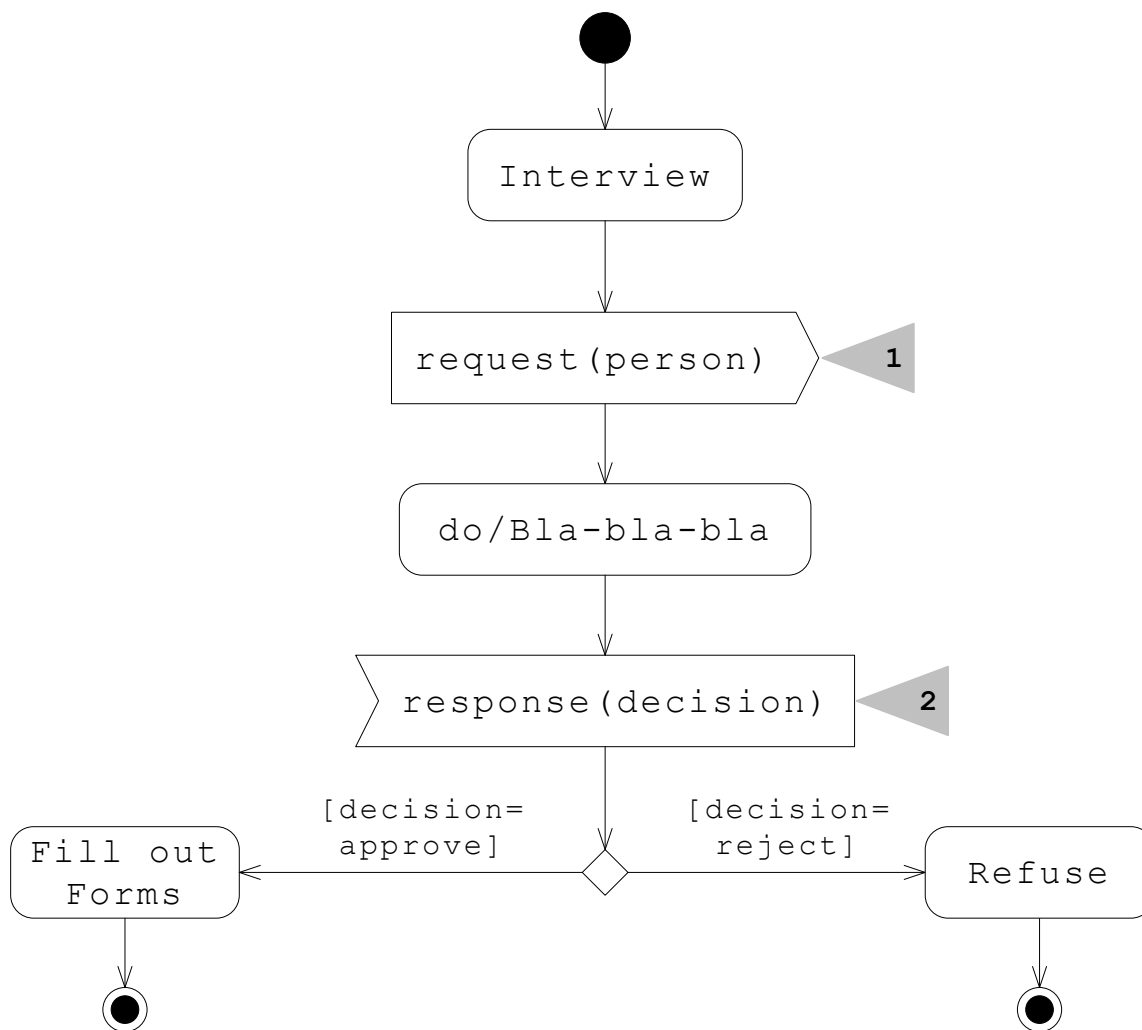 Interview
request(person)
1
do/Bla-bla-bla
response(decision)
2
[decision=
approve]
[decision=
reject]
Fill out
Forms
Refuse